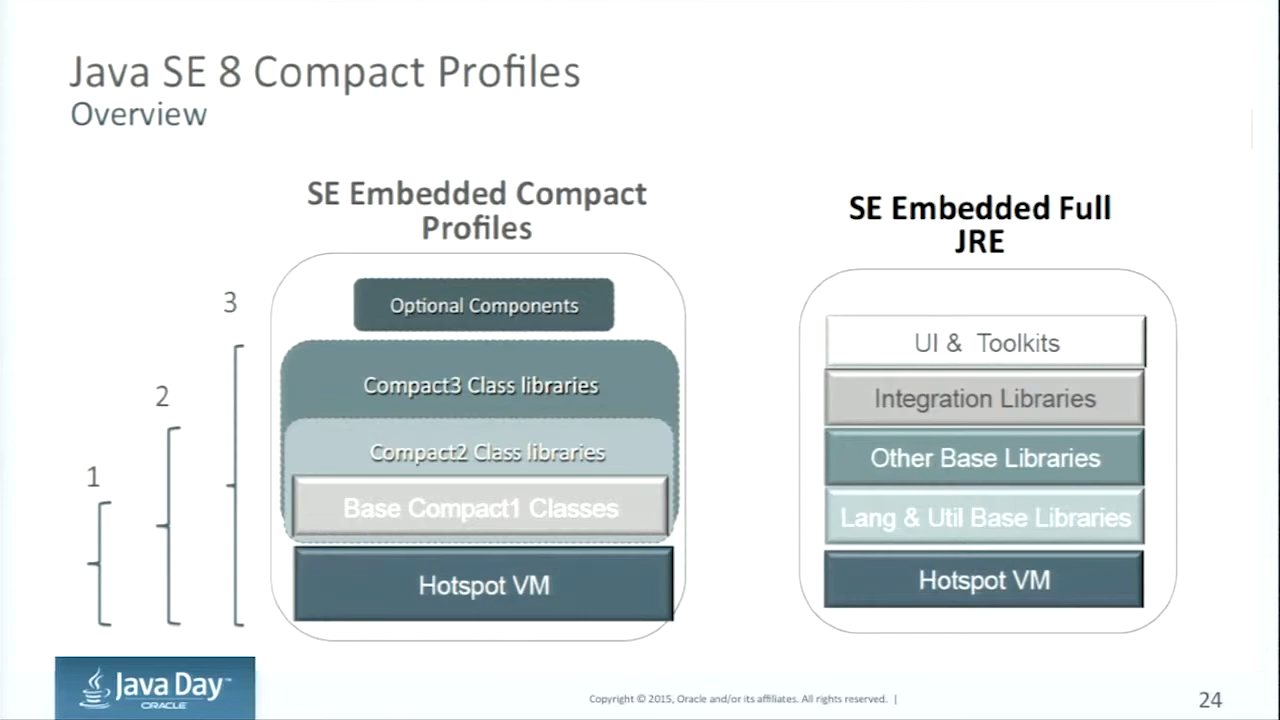 Java SE 8 Compact Profiles
Overview
SE Embedded Compact
Profiles
3
2
1
Optional Components
Compact3 Class libraries
Compact2 Class libraries
Base Compact1 Classes
Hotspot VM
SE Embedded Full
JRE
UI & Toolkits
Integration Libraries
Other Base Libraries
Lang & Util Base Libraries
Hotspot VM
Java Day™
ORACLE
Copyright © 2015, Oracle and/or its affiliates. All rights reserved. |
24